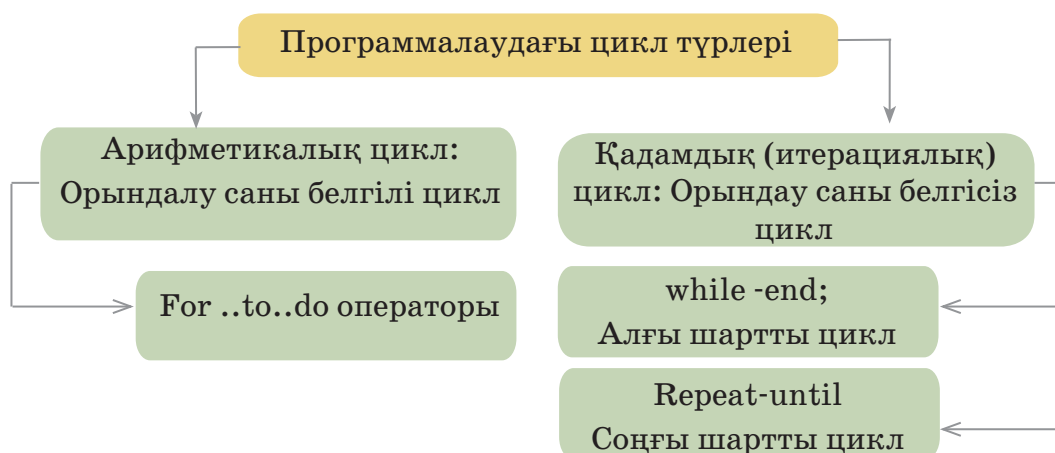 Программалаудағы цикл түрлері
Арифметикалық цикл:
Орындалу саны белгілі цикл
For ..to..do операторы
Қадамдық (итерациялық)
цикл: Орындау саны белгісіз
цикл
while -end;
Алғы шартты цикл
Repeat-until
Соңғы шартты цикл